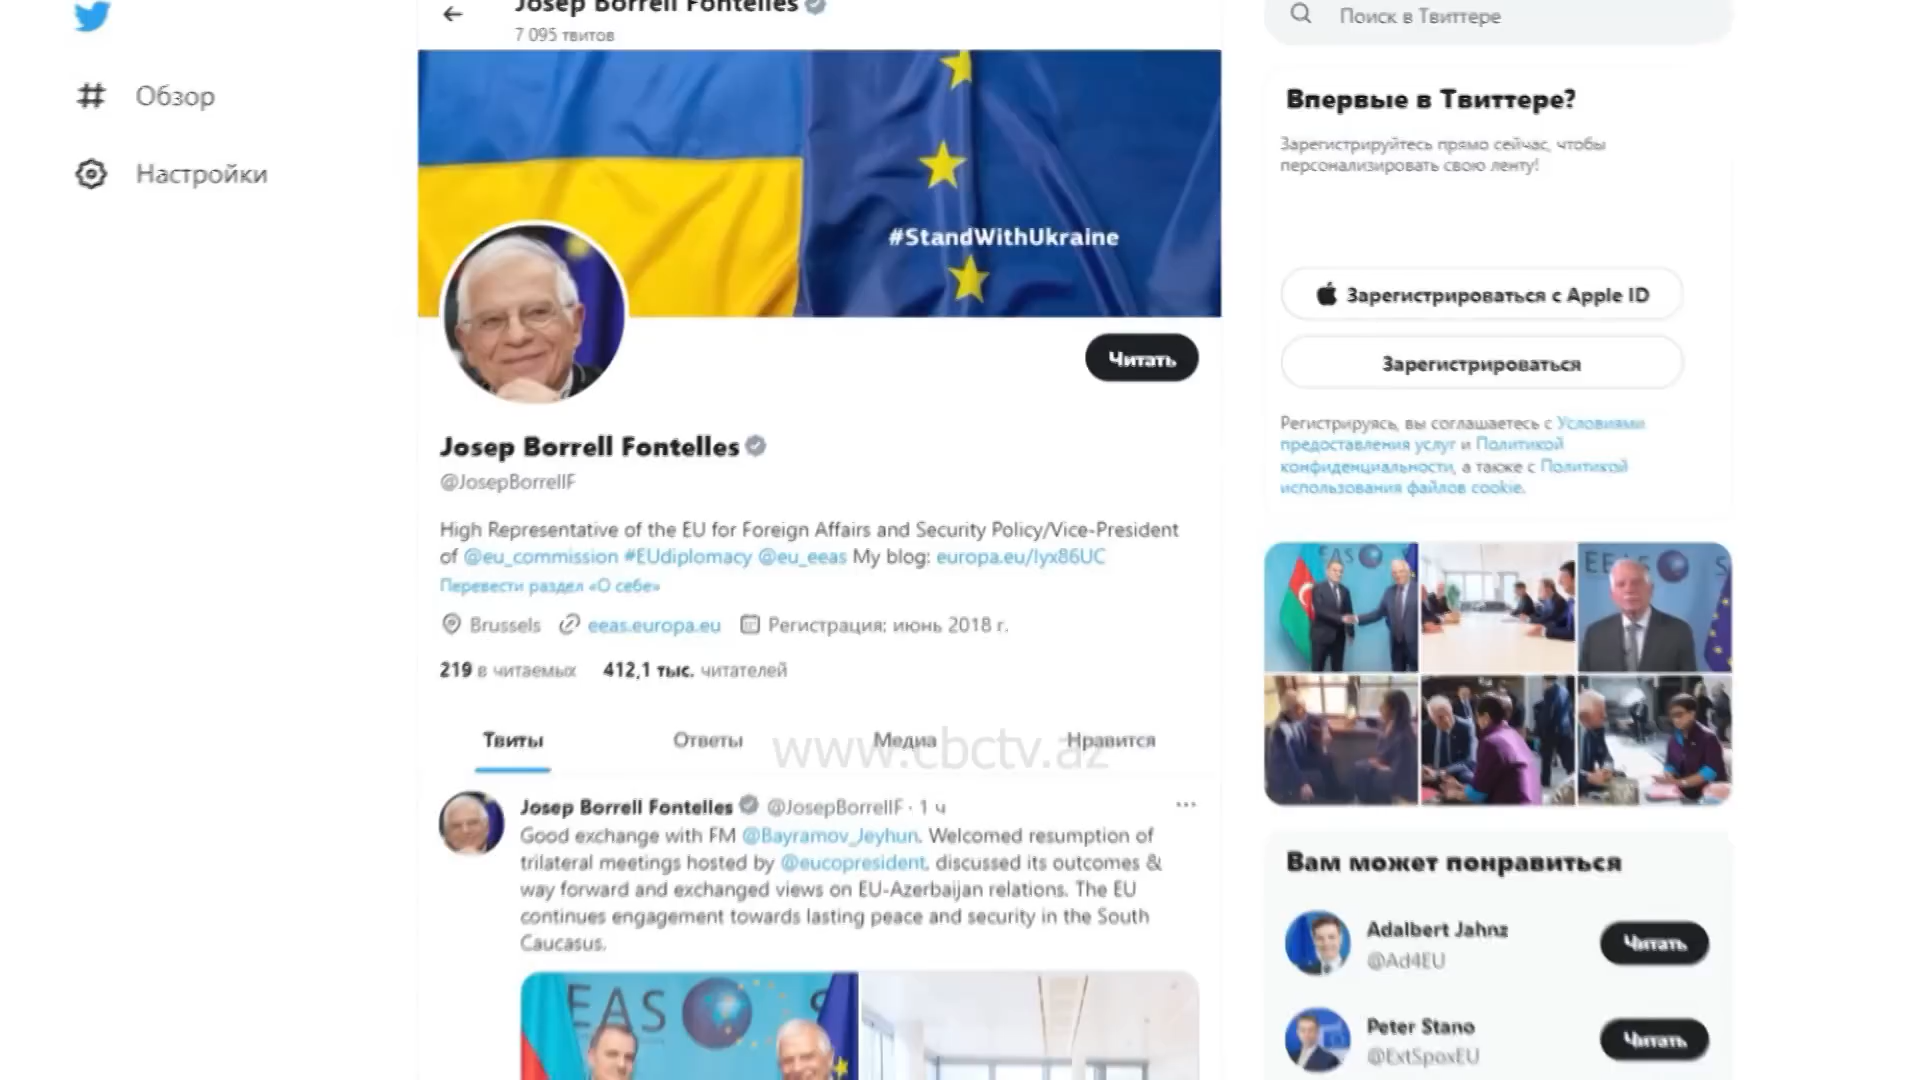 Josep Borrell Fontelles
7 095 твитов
Поиск в Твиттере
Обзор
Настройки
#StandWithUkraine
Читать
Josep Borrell Fontelles
@JosepBorrellF
High Representative of the EU for Foreign Affairs and Security Policy/Vice-President
of @eu_commission #EUdiplomacy @eu_eeas My blog: europa.eu/!yx86UC
Перевести раздел «О себе»
Brussels eeas.europa.eu Регистрация: июнь 2018 г.
219 в читаемых 412,1 тыс. читателей
Твиты Ответы Медиа Нравится
www.cbctv.az
Josep Borrell Fontelles @JosepBorrellF · 1 ч
Good exchange with FM @Bayramov_Jeyhun. Welcomed resumption of
trilateral meetings hosted by @eucopresident, discussed its outcomes &
way forward and exchanged views on EU-Azerbaijan relations. The EU
continues engagement towards lasting peace and security in the South
Caucasus.
EAS S
Впервые в Твиттере?
Зарегистрируйтесь прямо сейчас, чтобы
персонализировать свою ленту!
Зарегистрироваться с Apple ID
Зарегистрироваться
Регистрируясь, вы соглашаетесь с Условиями
предоставления услуг и Политикой
конфиденциальности, а также с Политикой
использования файлов cookie.
EAS
EEAS S
Вам может понравиться
Adalbert Jahnz
@Ad4EU
Читать
Peter Stano
@ExtSpoxEU
Читать